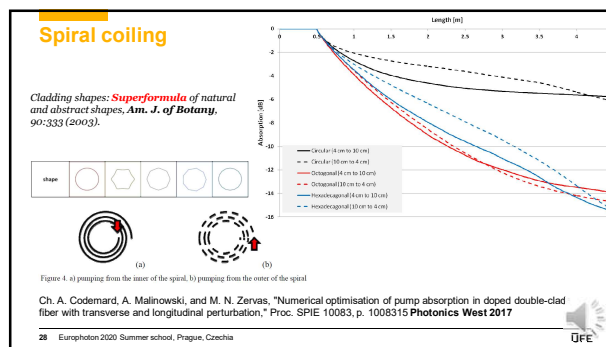 Spiral coiling
Cladding shapes: Superformula of natural
and abstract shapes, Am. J. of Botany,
90:333 (2003).
shape
(a)
(b)
Figure 4. a) pumping from the inner of the spiral, b) pumping from the outer of the spiral
Length [m]
0 0.5 1 1.5 2 2.5 3 3.5 4
Absorption [dB]
0
-2
-4
-6
-8
-10
-12
-14
-16
Circular (4 cm to 10 cm)
Circular (10 cm to 4 cm)
Octogonal (4 cm to 10 cm)
Octogonal (10 cm to 4 cm)
Hexadecagonal (4 cm to 10 cm)
Hexadecagonal (10 cm to 4 cm)
Ch. A. Codemard, A. Malinowski, and M. N. Zervas, "Numerical optimisation of pump absorption in doped double-clad
fiber with transverse and longitudinal perturbation," Proc. SPIE 10083, p. 1008315 Photonics West 2017
28 Europhoton 2020 Summer school, Prague, Czechia
ÚFE